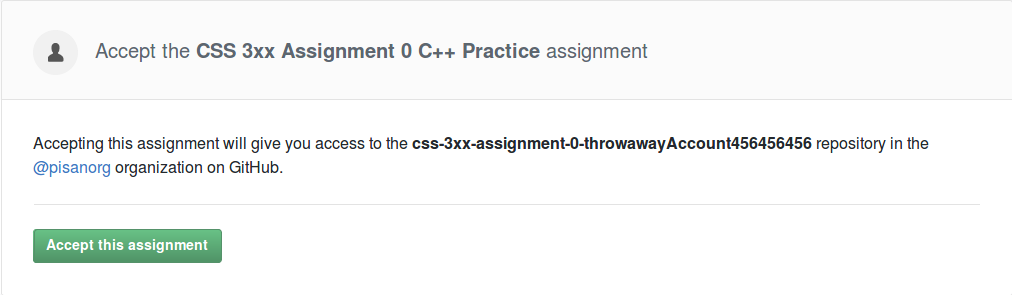 Accept the CSS 3xx Assignment 0 C++ Practice assignment
Accepting this assignment will give you access to the css-3xx-assignment-0-throwawayAccount456456456 repository in the
@pisanorg organization on GitHub.
Accept this assignment